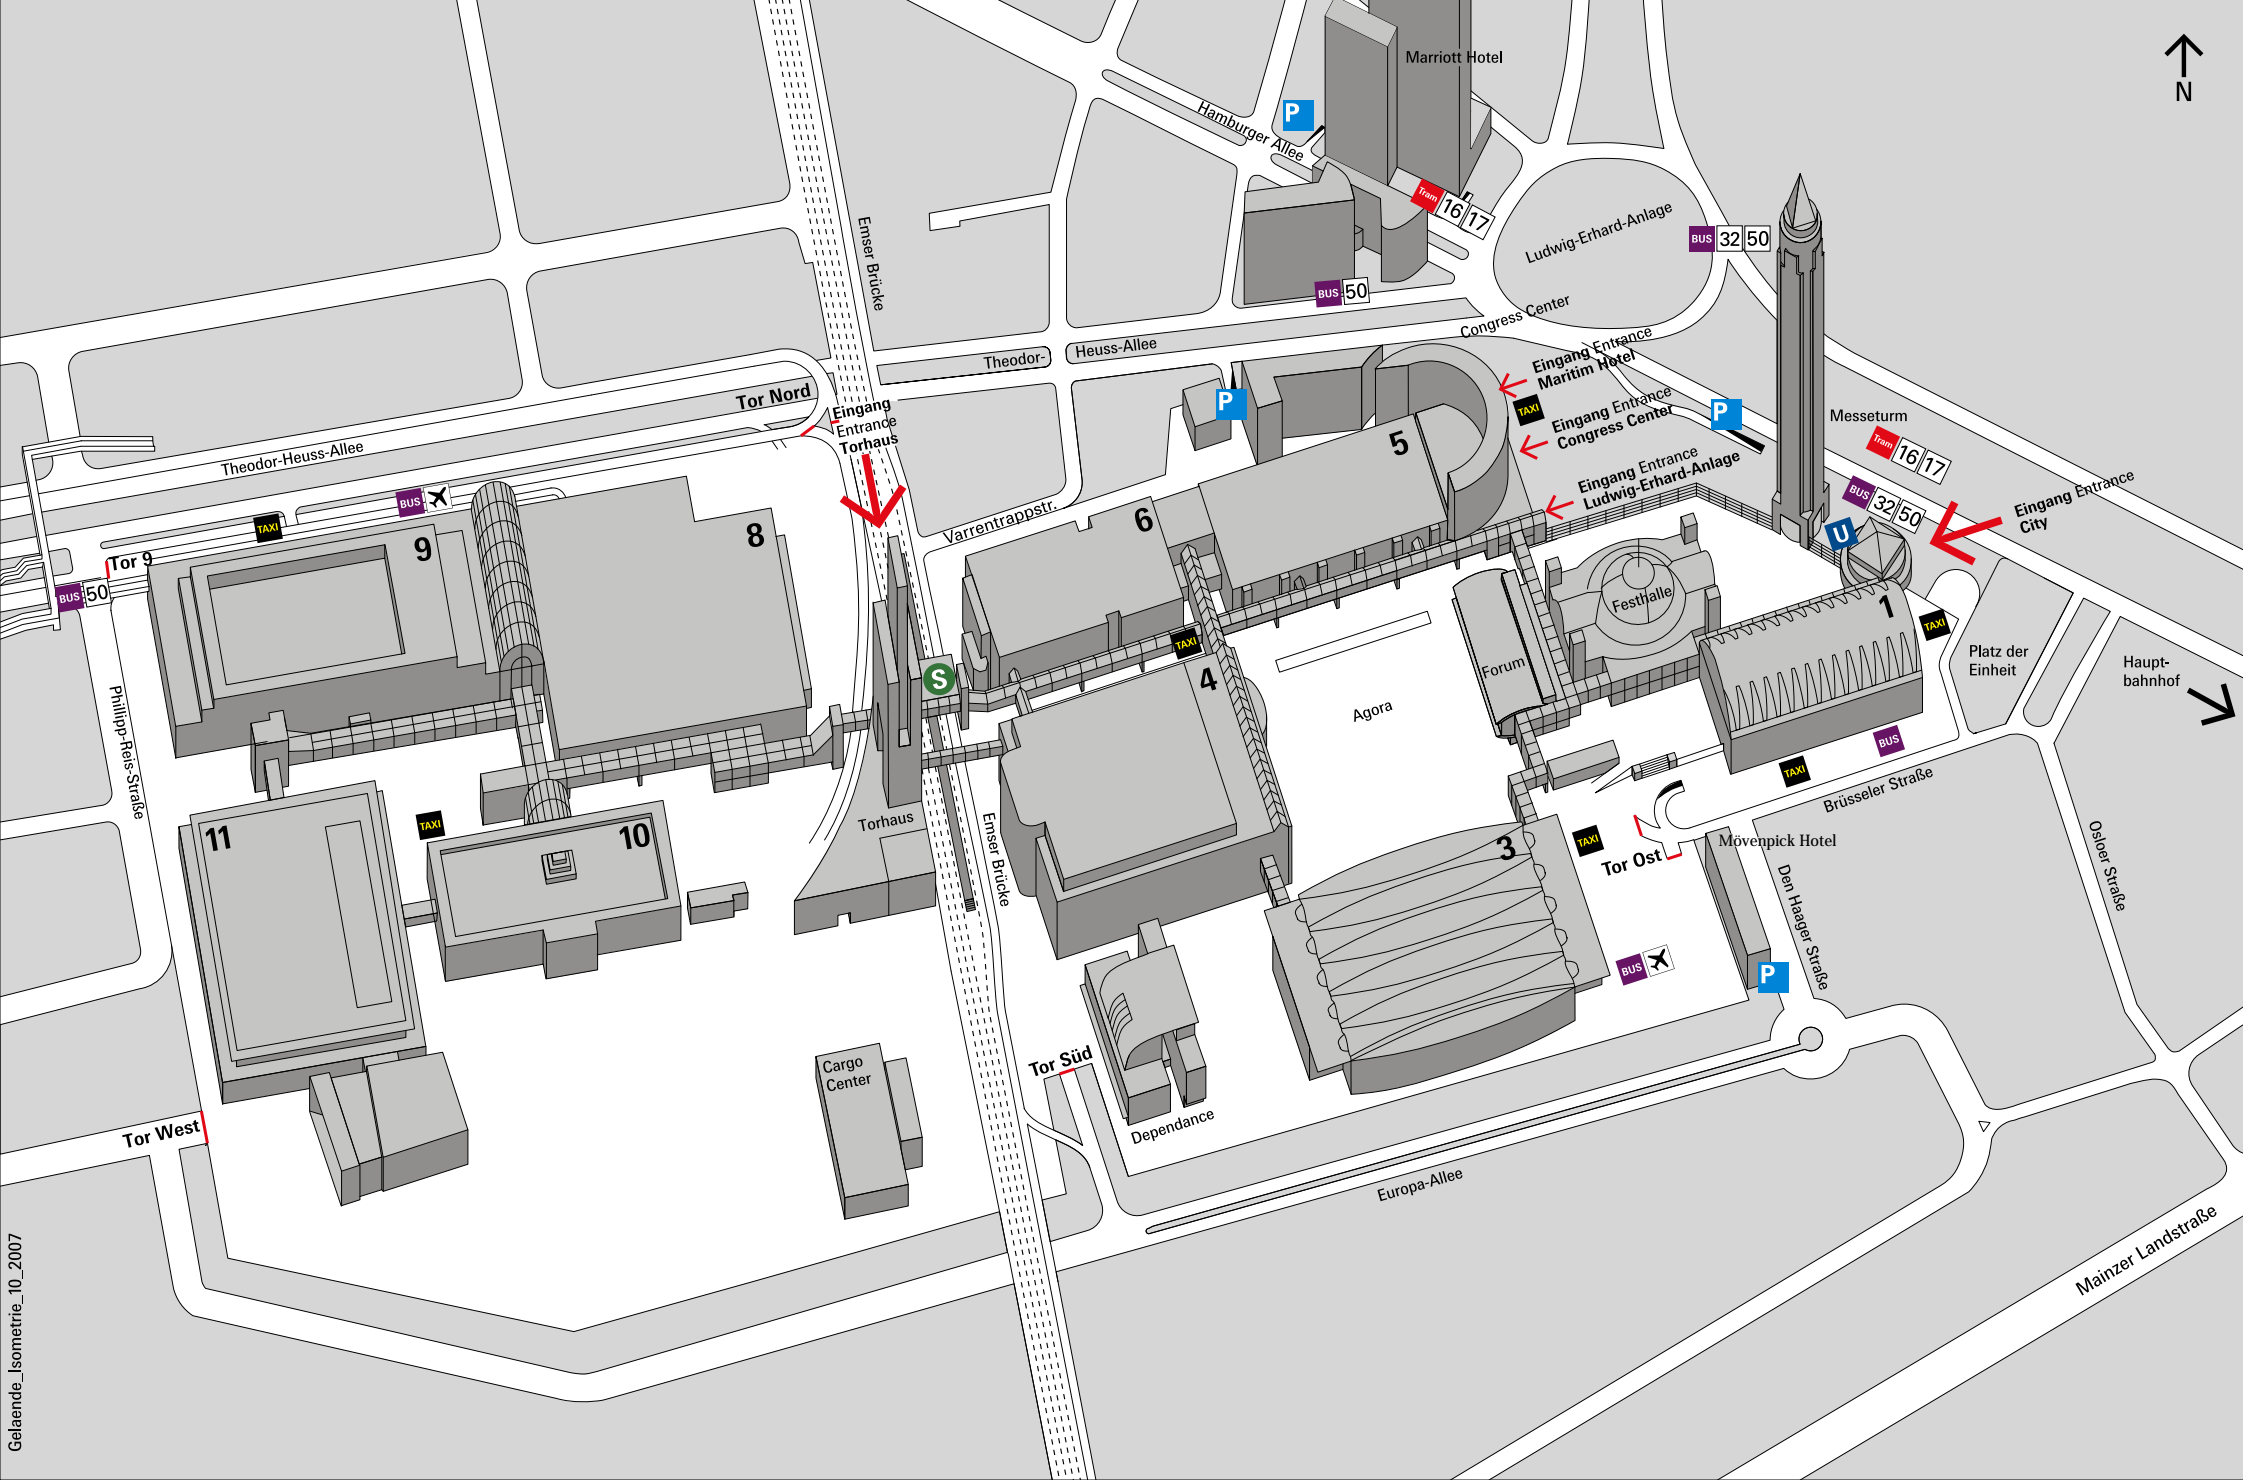 Marriott Hotel
N
P
Hamburger Allee
Tram 16 17
Ludwig-Erhard-Anlage
BUS 32 50
Emser Brücke
BUS 50
Congress Center
Theodor-
Heuss-Allee
Eingang Entrance
Maritim Hotel
TAXI
P
Eingang Entrance
Congress Center
P
Messeturm
Tram 16 17
Tor Nord
Eingang
Entrance
Torhaus
Theodor-Heuss-Allee
Eingang Entrance
Ludwig-Erhard-Anlage
BUS 32 50
Eingang Entrance
City
U
BUS
TAXI
Varrentrappstr.
5
6
8
9
Tor 9
BUS 50
Festhalle
1
TAXI
Platz der
Einheit
Haupt-
bahnhof
Forum
TAXI
S
4
Agora
Phillipp-Reis-Straße
BUS
TAXI
Brüsseler Straße
Torhaus
Emser Brücke
TAXI
11
10
3
TAXI
Tor Ost
Mövenpick Hotel
Den Haager Straße
Osloer Straße
BUS
P
Tor Süd
Cargo
Center
Dependance
Tor West
Europa-Allee
Mainzer Landstraße
Gelaende_Isometrie_10_2007